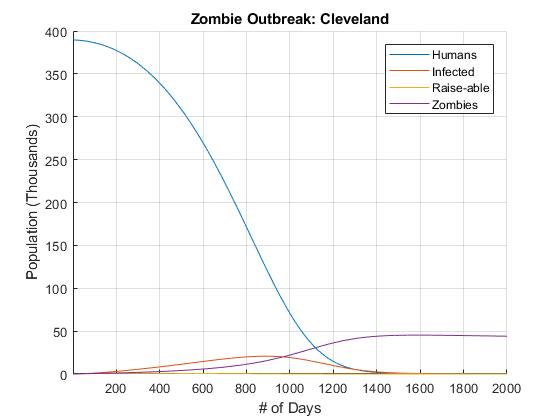 Zombie Outbreak: Cleveland
Population (Thousands)
400
350
300
250
200
150
100
50
0
Humans
Infected
Raise-able
Zombies
200 400 600 800 1000 1200 1400 1600 1800 2000
# of Days